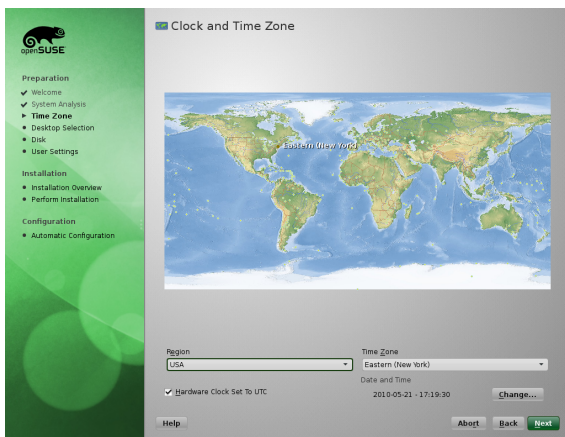 openSUSE
Clock and Time Zone
Preparation
Welcome
System Analysis
Time Zone
Desktop Selection
Disk
User Settings
Installation
Installation Overview
Perform Installation
Configuration
Automatic Configuration
Eastern (New York)
Region
USA
Time Zone
Eastern (New York)
Hardware Clock Set To UTC
Date and Time
2010-05-21 - 17:19:30
Change...
Help
Abort
Back
Next